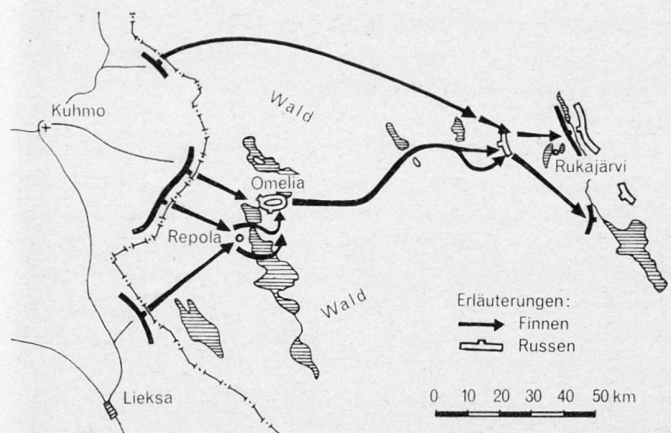 Wald
Kuhmo
Rukajärvi
Omelia
Repola
Wald
Erläuterungen:
Finnen
Russen
Lieksa
0 10 20 30 40 50 km